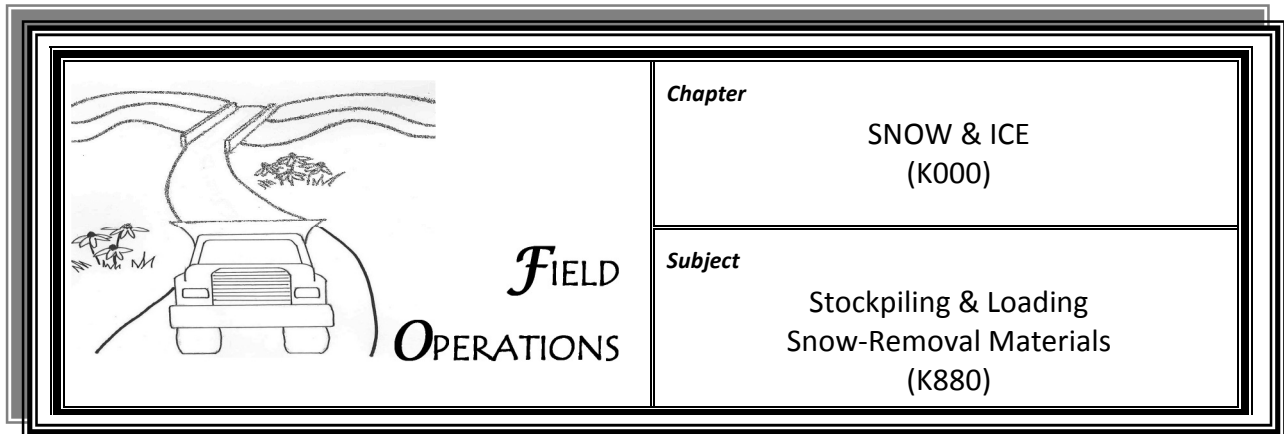 FIELD
OPERATIONS
Chapter
SNOW & ICE
(K000)
Subject
Stockpiling & Loading
Snow-Removal Materials
(K880)